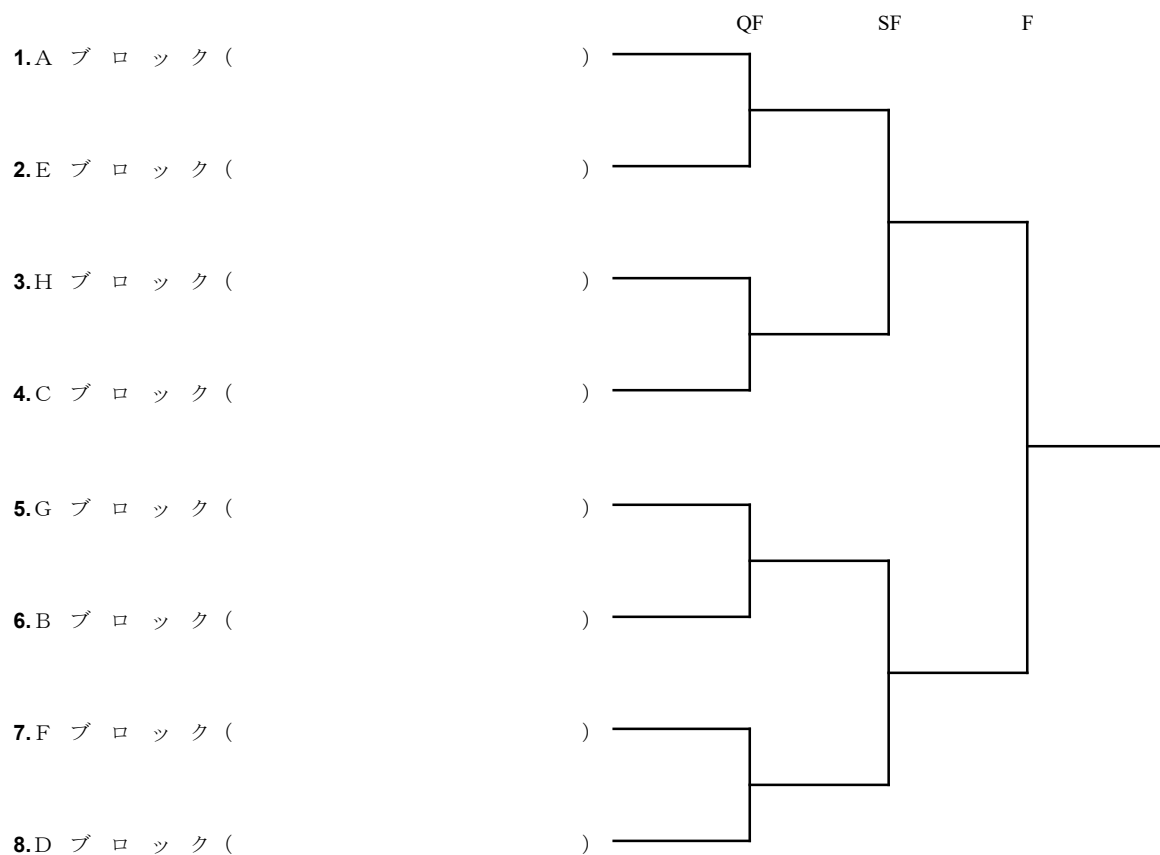 QF SF F
1.A ブ ロ ッ ク ( )
2.E ブ ロ ッ ク ( )
3.H ブ ロ ッ ク ( )
4.C ブ ロ ッ ク ( )
5.G ブ ロ ッ ク ( )
6.B ブ ロ ッ ク ( )
7.F ブ ロ ッ ク ( )
8.D ブ ロ ッ ク ( )